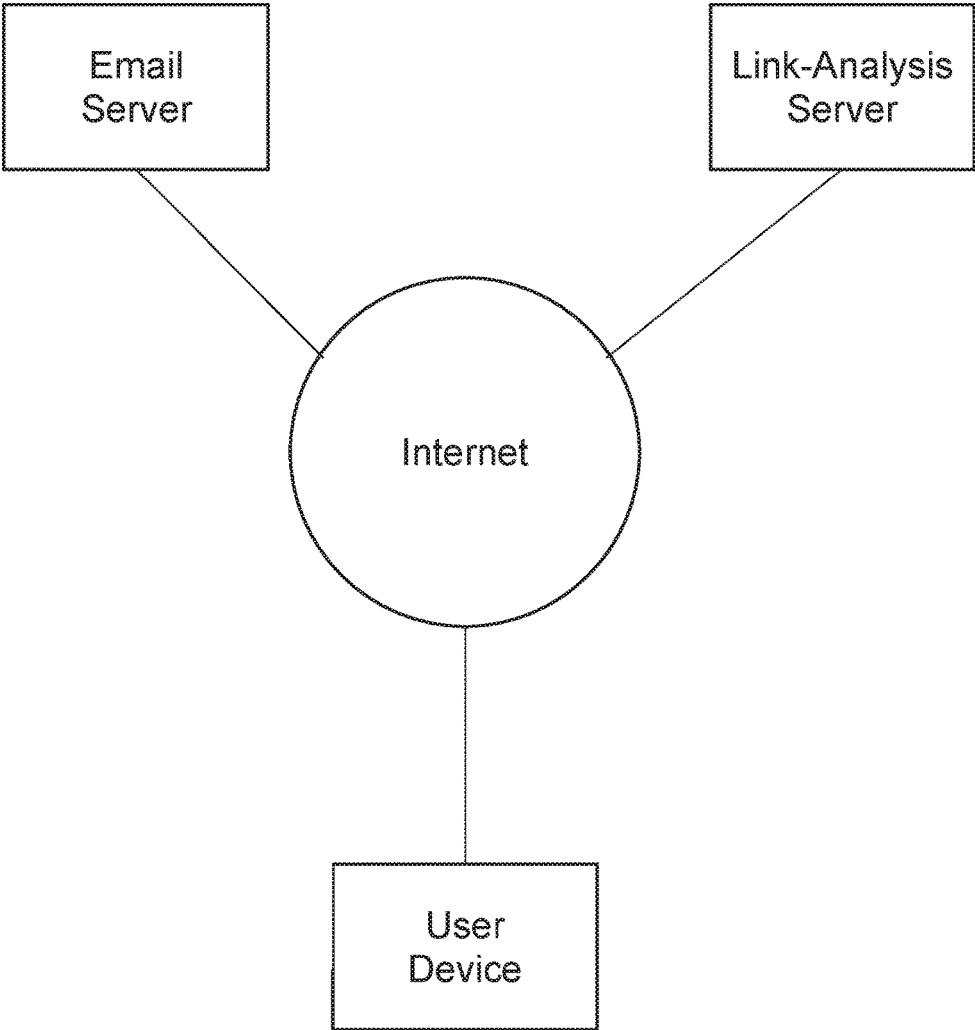 Email
Server
Link-Analysis
Server
Internet
User
Device